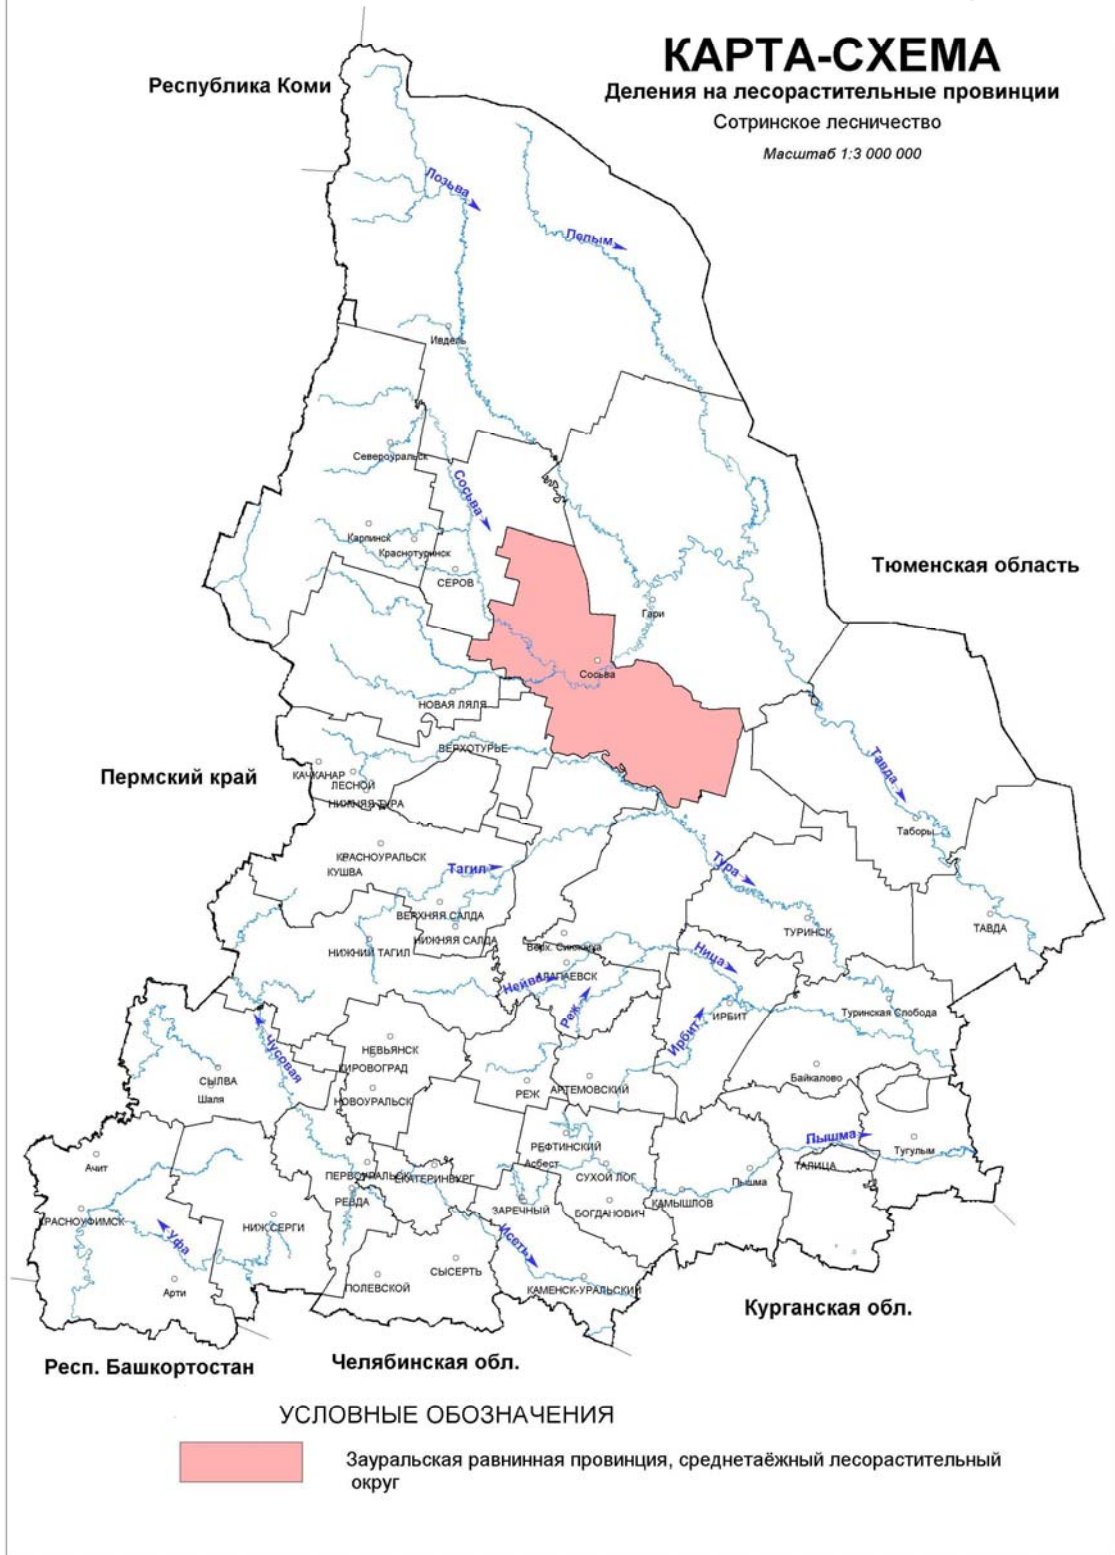 КАРТА-СХЕМА
Деления на лесорастительные провинции
Сотринское лесничество
Масштаб 1:3 000 000
Республика Коми
Лозьва
Пелым
Ивдель
Североуральск
Сосьва
Карпинск
Краснотуринск
СЕРОВ
Тюменская область
Гари
Сосьва
НОВАЯ ЛЯЛЯ
ВЕРХОТУРЬЕ
Пермский край
КАЧКАНАР
ЛЕСНОЙ
НИЖНЯЯ ТУРА
Тавда
Таборы
КРАСНОУРАЛЬСК
КУШВА
Тагил
Тура
ВЕРХНЯЯ САЛДА
ТУРИНСК
ТАВДА
НИЖНИЙ ТАГИЛ
НИЖНЯЯ САЛДА
Верх. Синячиха
Ница
АЛАПАЕВСК
Нейва
Реж
Ирбит
ИРБИТ
Туринская Слобода
Чусовая
НЕВЬЯНСК
КИРОВОГРАД
СЫЛВА
Шаля
НОВОУРАЛЬСК
РЕЖ
АРТЕМОВСКИЙ
Байкалово
Пышма
РЕФТИНСКИЙ
Тугулым
Ачит
Асбест
ТАЛИЦА
ПЕРВОУРАЛЬСК
ЕКАТЕРИНБУРГ
СУХОЙ ЛОГ
Пышма
РЕВДА
ЗАРЕЧНЫЙ
БОГДАНОВИЧ
КАМЫШЛОВ
КРАСНОУФИМСК
НИЖ.СЕРГИ
Уфа
Исеть
СЫСЕРТЬ
ПОЛЕВСКОЙ
Арти
КАМЕНСК-УРАЛЬСКИЙ
Курганская обл.
Респ. Башкортостан
Челябинская обл.
УСЛОВНЫЕ ОБОЗНАЧЕНИЯ
Зауральская равнинная провинция, среднетаёжный лесорастительный
округ